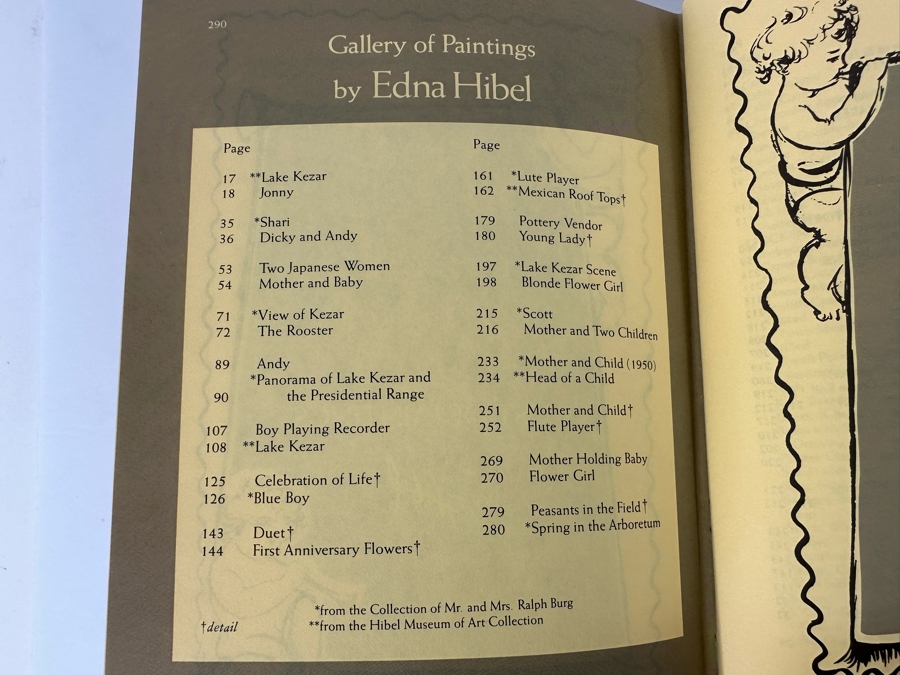 290
Gallery of Paintings
by Edna Hibel
Page
17 **Lake Kezar
18 Jonny
35 *Shari
36 Dicky and Andy
53 Two Japanese Women
54 Mother and Baby
71 *View of Kezar
72 The Rooster
89 Andy
*Panorama of Lake Kezar and
90 the Presidential Range
107 Boy Playing Recorder
108 **Lake Kezar
125 Celebration of Life†
126 *Blue Boy
143 Duet†
144 First Anniversary Flowers†
Page
161 *Lute Player
162 **Mexican Roof Tops†
179 Pottery Vendor
180 Young Lady†
197 *Lake Kezar Scene
198 Blonde Flower Girl
215 *Scott
216 Mother and Two Children
233 *Mother and Child (1950)
234 **Head of a Child
251 Mother and Child†
252 Flute Player†
269 Mother Holding Baby
270 Flower Girl
279 Peasants in the Field†
280 *Spring in the Arboretum
*from the Collection of Mr. and Mrs. Ralph Burg
†detail **from the Hibel Museum of Art Collection